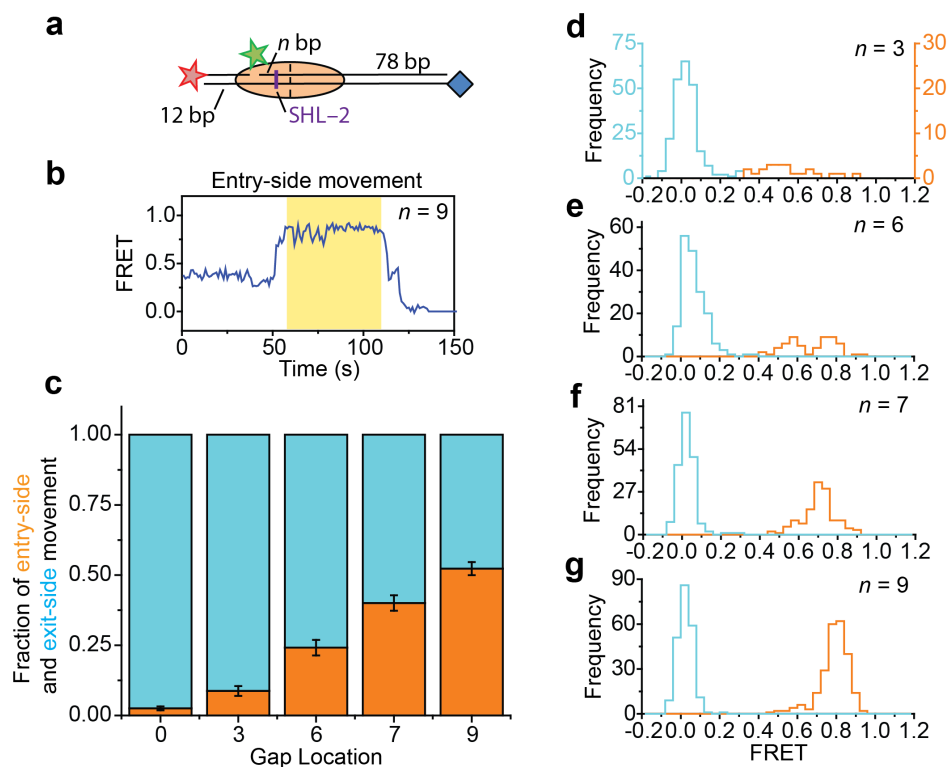 a
n bp
78 bp
12 bp
SHL–2
b
Entry-side movement
n = 9
1.0
0.5
0.0
FRET
0 50 100 150
Time (s)
c
1.00
0.75
0.50
0.25
0.00
Fraction of entry-side
and exit-side movement
0 3 6 7 9
Gap Location
d
n = 3
75
50
25
0
Frequency
30
20
10
0
-0.2 0.0 0.2 0.4 0.6 0.8 1.0 1.2
e
n = 6
60
40
20
0
Frequency
-0.2 0.0 0.2 0.4 0.6 0.8 1.0 1.2
f
n = 7
81
54
27
0
Frequency
-0.2 0.0 0.2 0.4 0.6 0.8 1.0 1.2
g
n = 9
90
60
30
0
Frequency
-0.2 0.0 0.2 0.4 0.6 0.8 1.0 1.2
FRET